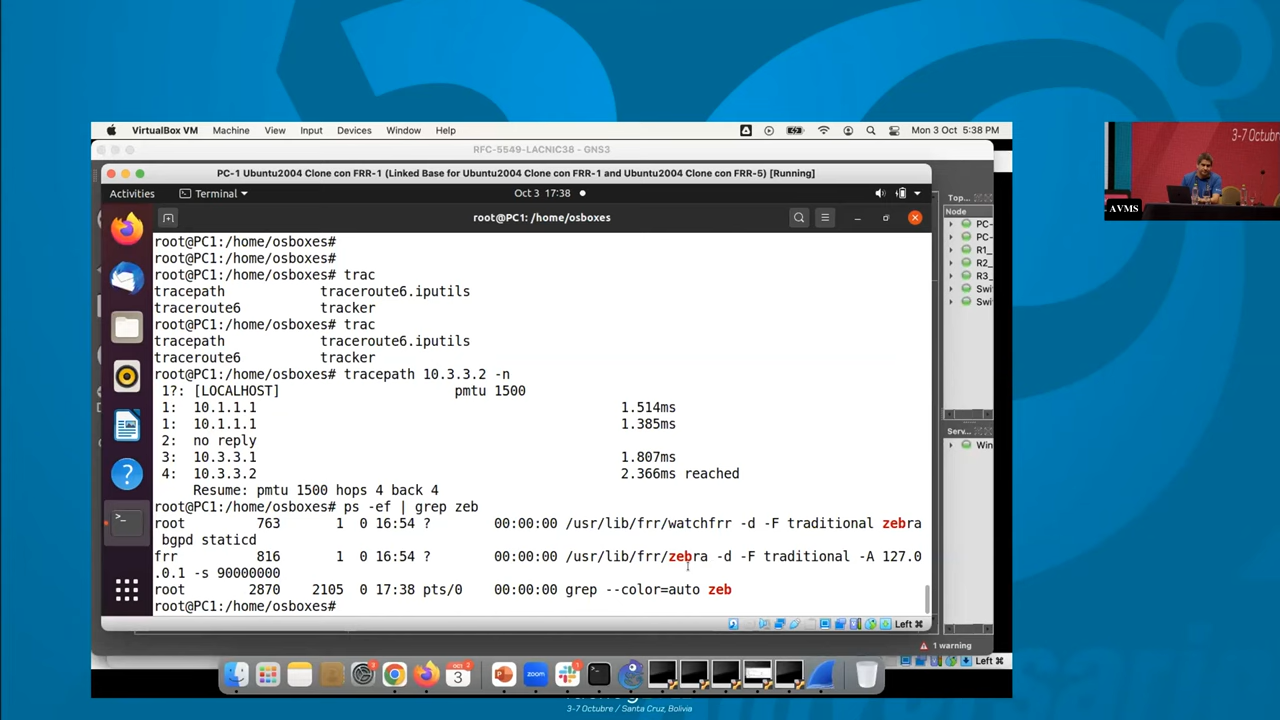 VirtualBox VM Machine View Input Devices Window Help Mon 3 Oct 5:38 PM
RFC-5549-LACNIC38 - GNS3
PC-1 Ubuntu2004 Clone con FRR-1 (Linked Base for Ubuntu2004 Clone con FRR-1 and Ubuntu2004 Clone con FRR-5) [Running]
Activities Terminal Oct 3 17:38
root@PC1: /home/osboxes
root@PC1:/home/osboxes#
root@PC1:/home/osboxes#
root@PC1:/home/osboxes# trac
tracepath traceroute6.iputils
traceroute6 tracker
root@PC1:/home/osboxes# trac
tracepath traceroute6.iputils
traceroute6 tracker
root@PC1:/home/osboxes# tracepath 10.3.3.2 -n
1?: [LOCALHOST] pmtu 1500
1: 10.1.1.1 1.514ms
1: 10.1.1.1 1.385ms
2: no reply
3: 10.3.3.1 1.807ms
4: 10.3.3.2 2.366ms reached
Resume: pmtu 1500 hops 4 back 4
root@PC1:/home/osboxes# ps -ef | grep zeb
root 763 1 0 16:54 ? 00:00:00 /usr/lib/frr/watchfrr -d -F traditional zebra
bgpd staticd
frr 816 1 0 16:54 ? 00:00:00 /usr/lib/frr/zebra -d -F traditional -A 127.0
.0.1 -s 90000000
root 2870 2105 0 17:38 pts/0 00:00:00 grep --color=auto zeb
root@PC1:/home/osboxes#
Left ⌘
Top...
Node
PC-
PC-
R1_
R2_
R3_
Swi
Swi
Serv...
Win
1 warning
Left ⌘
3-7 Octubre / Santa Cruz, Bolivia
3-7 Octubre
AVMS